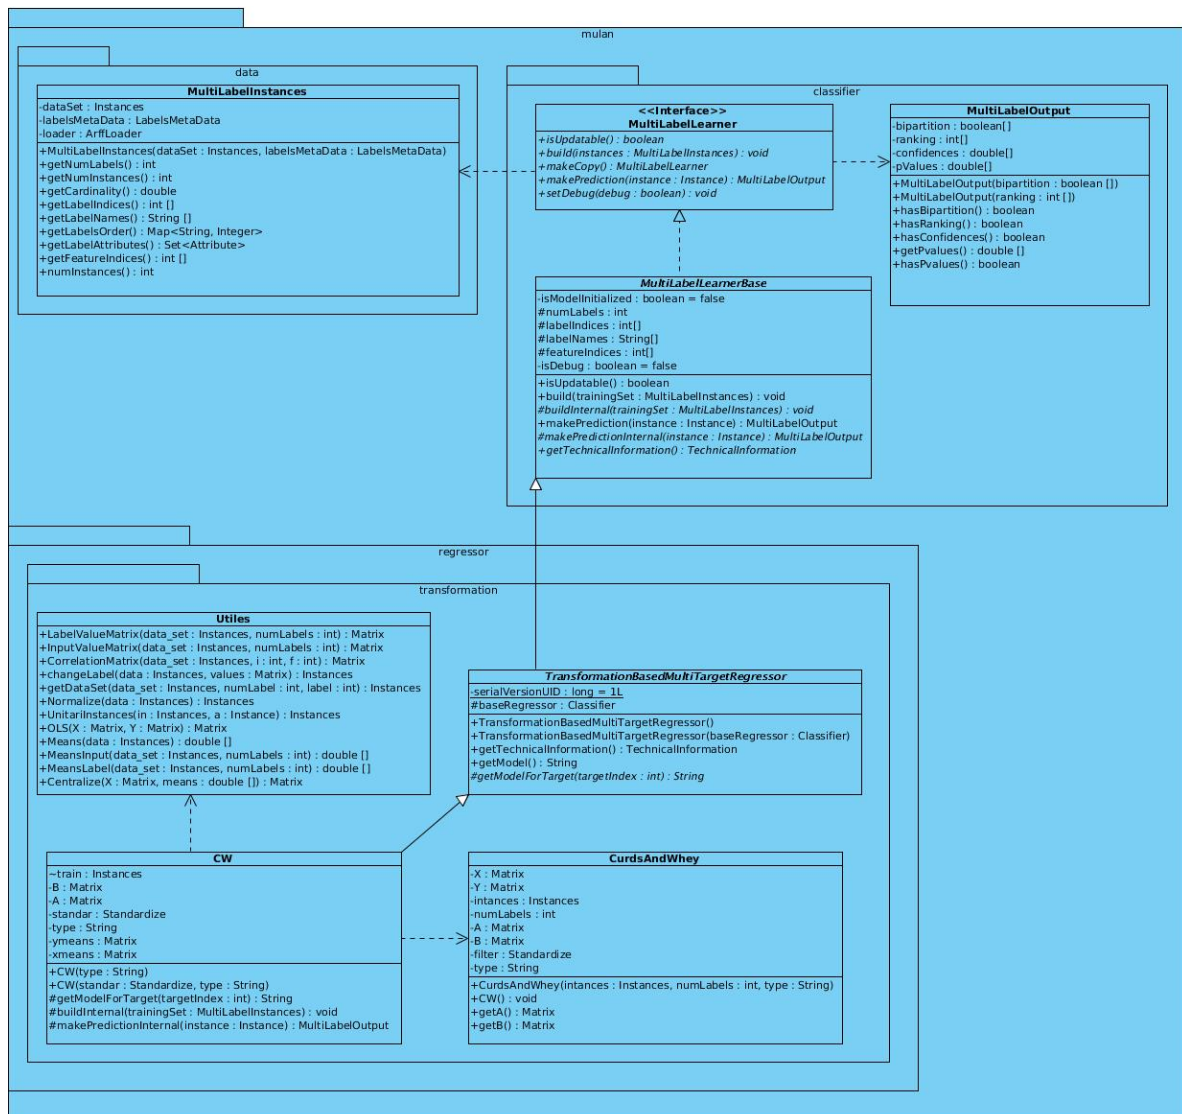 mulan
data
MultiLabelInstances
-dataSet : Instances
-labelsMetaData : LabelsMetaData
-loader : ArffLoader
+MultiLabelInstances(dataSet : Instances, labelsMetaData : LabelsMetaData)
+getNumLabels() : int
+getNumInstances() : int
+getCardinality() : double
+getLabelIndices() : int []
+getLabelNames() : String []
+getLabelsOrder() : Map<String, Integer>
+getLabelAttributes() : Set<Attribute>
+getFeatureIndices() : int []
+numInstances() : int
classifier
<<Interface>>
MultiLabelLearner
+isUpdatable() : boolean
+build(instances : MultiLabelInstances) : void
+makeCopy() : MultiLabelLearner
+makePrediction(instance : Instance) : MultiLabelOutput
+setDebug(debug : boolean) : void
MultiLabelOutput
-bipartition : boolean[]
-ranking : int[]
-confidences : double[]
-pValues : double[]
+MultiLabelOutput(bipartition : boolean [])
+MultiLabelOutput(ranking : int [])
+hasBipartition() : boolean
+hasRanking() : boolean
+hasConfidences() : boolean
+getPvalues() : double []
+hasPvalues() : boolean
MultiLabelLearnerBase
-isModelInitialized : boolean = false
#numLabels : int
#labelIndices : int[]
#labelNames : String[]
#featureIndices : int[]
-isDebug : boolean = false
+isUpdatable() : boolean
+build(trainingSet : MultiLabelInstances) : void
#buildInternal(trainingSet : MultiLabelInstances) : void
+makePrediction(instance : Instance) : MultiLabelOutput
#makePredictionInternal(instance : Instance) : MultiLabelOutput
+getTechnicalInformation() : TechnicalInformation
regressor
transformation
Utiles
+LabelValueMatrix(data_set : Instances, numLabels : int) : Matrix
+InputValueMatrix(data_set : Instances, numLabels : int) : Matrix
+CorrelationMatrix(data_set : Instances, i : int, f : int) : Matrix
+changeLabel(data : Instances, values : Matrix) : Instances
+getDataSet(data_set : Instances, numLabel : int, label : int) : Instances
+Normalize(data : Instances) : Instances
+UnitariInstances(in : Instances, a : Instance) : Instances
+OLS(X : Matrix, Y : Matrix) : Matrix
+Means(data : Instances) : double []
+MeansInput(data_set : Instances, numLabels : int) : double []
+MeansLabel(data_set : Instances, numLabels : int) : double []
+Centralize(X : Matrix, means : double []) : Matrix
TransformationBasedMultiTargetRegressor
-serialVersionUID : long = 1L
#baseRegressor : Classifier
+TransformationBasedMultiTargetRegressor()
+TransformationBasedMultiTargetRegressor(baseRegressor : Classifier)
+getTechnicalInformation() : TechnicalInformation
+getModel() : String
#getModelForTarget(targetIndex : int) : String
CW
~train : Instances
-B : Matrix
-A : Matrix
-standar : Standardize
-type : String
-ymeans : Matrix
-xmeans : Matrix
+CW(type : String)
+CW(standar : Standardize, type : String)
#getModelForTarget(targetIndex : int) : String
#buildInternal(trainingSet : MultiLabelInstances) : void
#makePredictionInternal(instance : Instance) : MultiLabelOutput
CurdsAndWhey
-X : Matrix
-Y : Matrix
-intances : Instances
-numLabels : int
-A : Matrix
-B : Matrix
-filter : Standardize
-type : String
+CurdsAndWhey(intances : Instances, numLabels : int, type : String)
+CW() : void
+getA() : Matrix
+getB() : Matrix